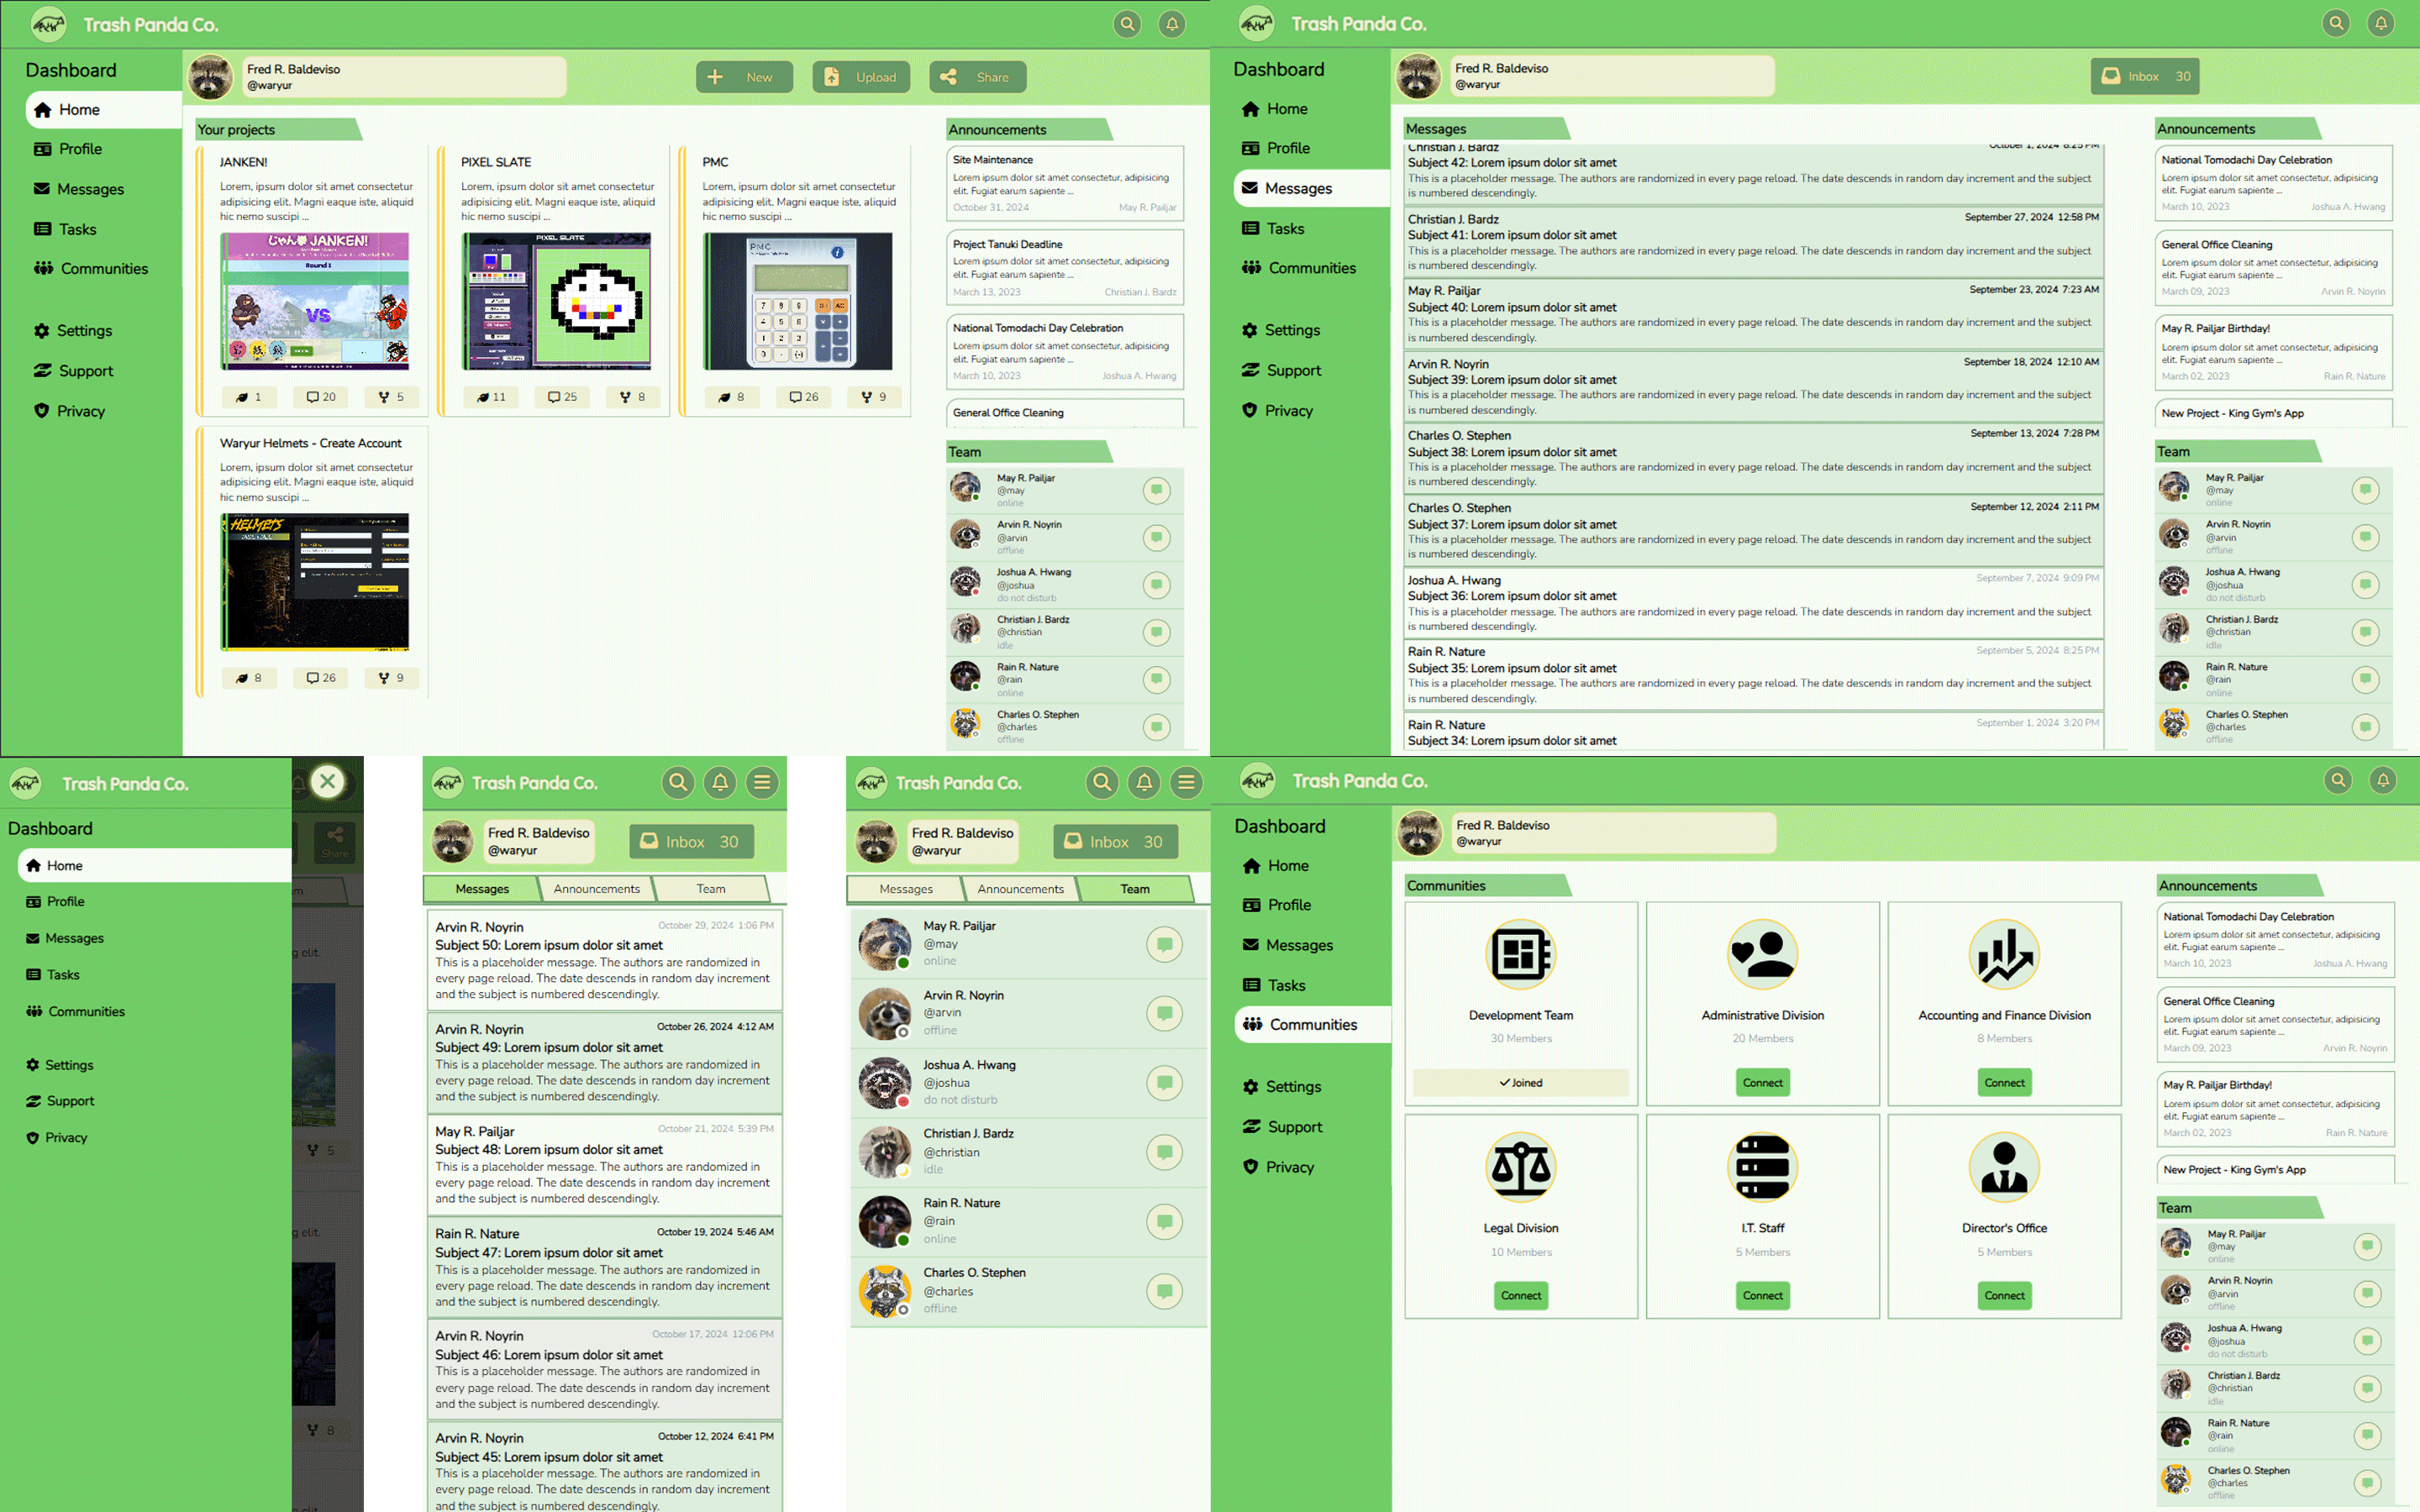 Trash Panda Co.
Dashboard
Home
Profile
Messages
Tasks
Communities
Settings
Support
Privacy
Fred R. Baldeviso
@waryur
New
Upload
Share
Your projects
JANKEN!
Lorem, ipsum dolor sit amet consectetur
adipisicing elit. Magni eaque iste, aliquid
hic nemo suscipi ...
じゃん拳 JANKEN!
Round 1
VS
1
20
5
PIXEL SLATE
Lorem, ipsum dolor sit amet consectetur
adipisicing elit. Magni eaque iste, aliquid
hic nemo suscipi ...
PIXEL SLATE
11
25
8
PMC
Lorem, ipsum dolor sit amet consectetur
adipisicing elit. Magni eaque iste, aliquid
hic nemo suscipi ...
PMC
7 8 9
4 5 6
1 2 3
0 . (-)
8
26
9
Waryur Helmets - Create Account
Lorem, ipsum dolor sit amet consectetur
adipisicing elit. Magni eaque iste, aliquid
hic nemo suscipi ...
HELMETS
8
26
9
Announcements
Site Maintenance
Lorem ipsum dolor sit amet consectetur, adipisicing
elit. Fugiat earum sapiente ...
October 31, 2024 May R. Pailjar
Project Tanuki Deadline
Lorem ipsum dolor sit amet consectetur, adipisicing
elit. Fugiat earum sapiente ...
March 13, 2023 Christian J. Bardz
National Tomodachi Day Celebration
Lorem ipsum dolor sit amet consectetur, adipisicing
elit. Fugiat earum sapiente ...
March 10, 2023 Joshua A. Hwang
General Office Cleaning
Team
May R. Pailjar
@may
online
Arvin R. Noyrin
@arvin
offline
Joshua A. Hwang
@joshua
do not disturb
Christian J. Bardz
@christian
idle
Rain R. Nature
@rain
online
Charles O. Stephen
@charles
offline
Trash Panda Co.
Dashboard
Home
Profile
Messages
Tasks
Communities
Settings
Support
Privacy
Fred R. Baldeviso
@waryur
Inbox 30
Messages
Christian J. Bardz October 1, 2024 8:25 PM
Subject 42: Lorem ipsum dolor sit amet
This is a placeholder message. The authors are randomized in every page reload. The date descends in random day increment and the subject
is numbered descendingly.
Christian J. Bardz September 27, 2024 12:58 PM
Subject 41: Lorem ipsum dolor sit amet
This is a placeholder message. The authors are randomized in every page reload. The date descends in random day increment and the subject
is numbered descendingly.
May R. Pailjar September 23, 2024 7:23 AM
Subject 40: Lorem ipsum dolor sit amet
This is a placeholder message. The authors are randomized in every page reload. The date descends in random day increment and the subject
is numbered descendingly.
Arvin R. Noyrin September 18, 2024 12:10 AM
Subject 39: Lorem ipsum dolor sit amet
This is a placeholder message. The authors are randomized in every page reload. The date descends in random day increment and the subject
is numbered descendingly.
Charles O. Stephen September 13, 2024 7:28 PM
Subject 38: Lorem ipsum dolor sit amet
This is a placeholder message. The authors are randomized in every page reload. The date descends in random day increment and the subject
is numbered descendingly.
Charles O. Stephen September 12, 2024 2:11 PM
Subject 37: Lorem ipsum dolor sit amet
This is a placeholder message. The authors are randomized in every page reload. The date descends in random day increment and the subject
is numbered descendingly.
Joshua A. Hwang September 7, 2024 9:09 PM
Subject 36: Lorem ipsum dolor sit amet
This is a placeholder message. The authors are randomized in every page reload. The date descends in random day increment and the subject
is numbered descendingly.
Rain R. Nature September 5, 2024 8:25 PM
Subject 35: Lorem ipsum dolor sit amet
This is a placeholder message. The authors are randomized in every page reload. The date descends in random day increment and the subject
is numbered descendingly.
Rain R. Nature September 1, 2024 3:20 PM
Subject 34: Lorem ipsum dolor sit amet
Announcements
National Tomodachi Day Celebration
Lorem ipsum dolor sit amet consectetur, adipisicing
elit. Fugiat earum sapiente ...
March 10, 2023 Joshua A. Hwang
General Office Cleaning
Lorem ipsum dolor sit amet consectetur, adipisicing
elit. Fugiat earum sapiente ...
March 09, 2023 Arvin R. Noyrin
May R. Pailjar Birthday!
Lorem ipsum dolor sit amet consectetur, adipisicing
elit. Fugiat earum sapiente ...
March 02, 2023 Rain R. Nature
New Project - King Gym's App
Team
May R. Pailjar
@may
online
Arvin R. Noyrin
@arvin
offline
Joshua A. Hwang
@joshua
do not disturb
Christian J. Bardz
@christian
idle
Rain R. Nature
@rain
online
Charles O. Stephen
@charles
offline
Trash Panda Co.
Dashboard
Home
Profile
Messages
Tasks
Communities
Settings
Support
Privacy
Share
g elit.
5
g elit.
8
Trash Panda Co.
Fred R. Baldeviso
@waryur
Inbox 30
Messages Announcements Team
Arvin R. Noyrin October 29, 2024 1:06 PM
Subject 50: Lorem ipsum dolor sit amet
This is a placeholder message. The authors are randomized in
every page reload. The date descends in random day increment
and the subject is numbered descendingly.
Arvin R. Noyrin October 26, 2024 4:12 AM
Subject 49: Lorem ipsum dolor sit amet
This is a placeholder message. The authors are randomized in
every page reload. The date descends in random day increment
and the subject is numbered descendingly.
May R. Pailjar October 21, 2024 5:39 PM
Subject 48: Lorem ipsum dolor sit amet
This is a placeholder message. The authors are randomized in
every page reload. The date descends in random day increment
and the subject is numbered descendingly.
Rain R. Nature October 19, 2024 5:46 AM
Subject 47: Lorem ipsum dolor sit amet
This is a placeholder message. The authors are randomized in
every page reload. The date descends in random day increment
and the subject is numbered descendingly.
Arvin R. Noyrin October 17, 2024 12:06 PM
Subject 46: Lorem ipsum dolor sit amet
This is a placeholder message. The authors are randomized in
every page reload. The date descends in random day increment
and the subject is numbered descendingly.
Arvin R. Noyrin October 12, 2024 6:41 PM
Subject 45: Lorem ipsum dolor sit amet
This is a placeholder message. The authors are randomized in
every page reload. The date descends in random day increment
and the subject is numbered descendingly.
Trash Panda Co.
Fred R. Baldeviso
@waryur
Inbox 30
Messages Announcements Team
May R. Pailjar
@may
online
Arvin R. Noyrin
@arvin
offline
Joshua A. Hwang
@joshua
do not disturb
Christian J. Bardz
@christian
idle
Rain R. Nature
@rain
online
Charles O. Stephen
@charles
offline
Trash Panda Co.
Dashboard
Home
Profile
Messages
Tasks
Communities
Settings
Support
Privacy
Fred R. Baldeviso
@waryur
Communities
Development Team
30 Members
Joined
Administrative Division
20 Members
Connect
Accounting and Finance Division
8 Members
Connect
Legal Division
10 Members
Connect
I.T. Staff
5 Members
Connect
Director's Office
5 Members
Connect
Announcements
National Tomodachi Day Celebration
Lorem ipsum dolor sit amet consectetur, adipisicing
elit. Fugiat earum sapiente ...
March 10, 2023 Joshua A. Hwang
General Office Cleaning
Lorem ipsum dolor sit amet consectetur, adipisicing
elit. Fugiat earum sapiente ...
March 09, 2023 Arvin R. Noyrin
May R. Pailjar Birthday!
Lorem ipsum dolor sit amet consectetur, adipisicing
elit. Fugiat earum sapiente ...
March 02, 2023 Rain R. Nature
New Project - King Gym's App
Team
May R. Pailjar
@may
online
Arvin R. Noyrin
@arvin
offline
Joshua A. Hwang
@joshua
do not disturb
Christian J. Bardz
@christian
idle
Rain R. Nature
@rain
online
Charles O. Stephen
@charles
offline